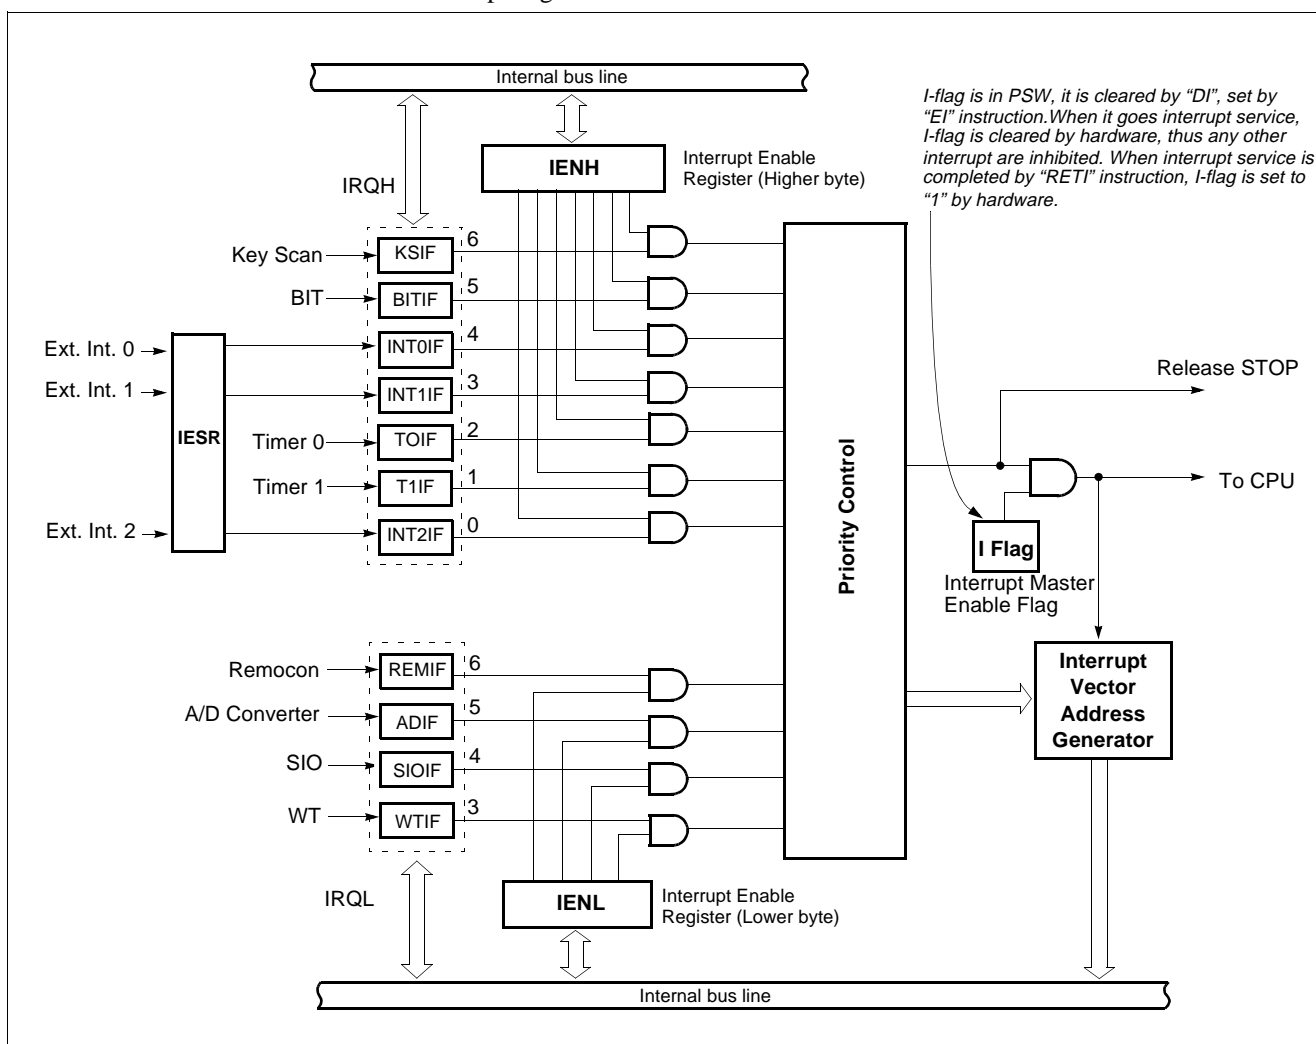 Internal bus line
I-flag is in PSW, it is cleared by “DI”, set by
“EI” instruction.When it goes interrupt service,
I-flag is cleared by hardware, thus any other
interrupt are inhibited. When interrupt service is
completed by “RETI” instruction, I-flag is set to
“1” by hardware.
IENH
Interrupt Enable
Register (Higher byte)
IRQH
Key Scan
KSIF
6
BIT
BITIF
5
Ext. Int. 0
INT0IF
4
Ext. Int. 1
INT1IF
3
IESR
Timer 0
TOIF
2
Timer 1
T1IF
1
Ext. Int. 2
INT2IF
0
Priority Control
Release STOP
To CPU
I Flag
Interrupt Master
Enable Flag
Remocon
REMIF
6
A/D Converter
ADIF
5
SIO
SIOIF
4
WT
WTIF
3
Interrupt
Vector
Address
Generator
IRQL
IENL
Interrupt Enable
Register (Lower byte)
Internal bus line